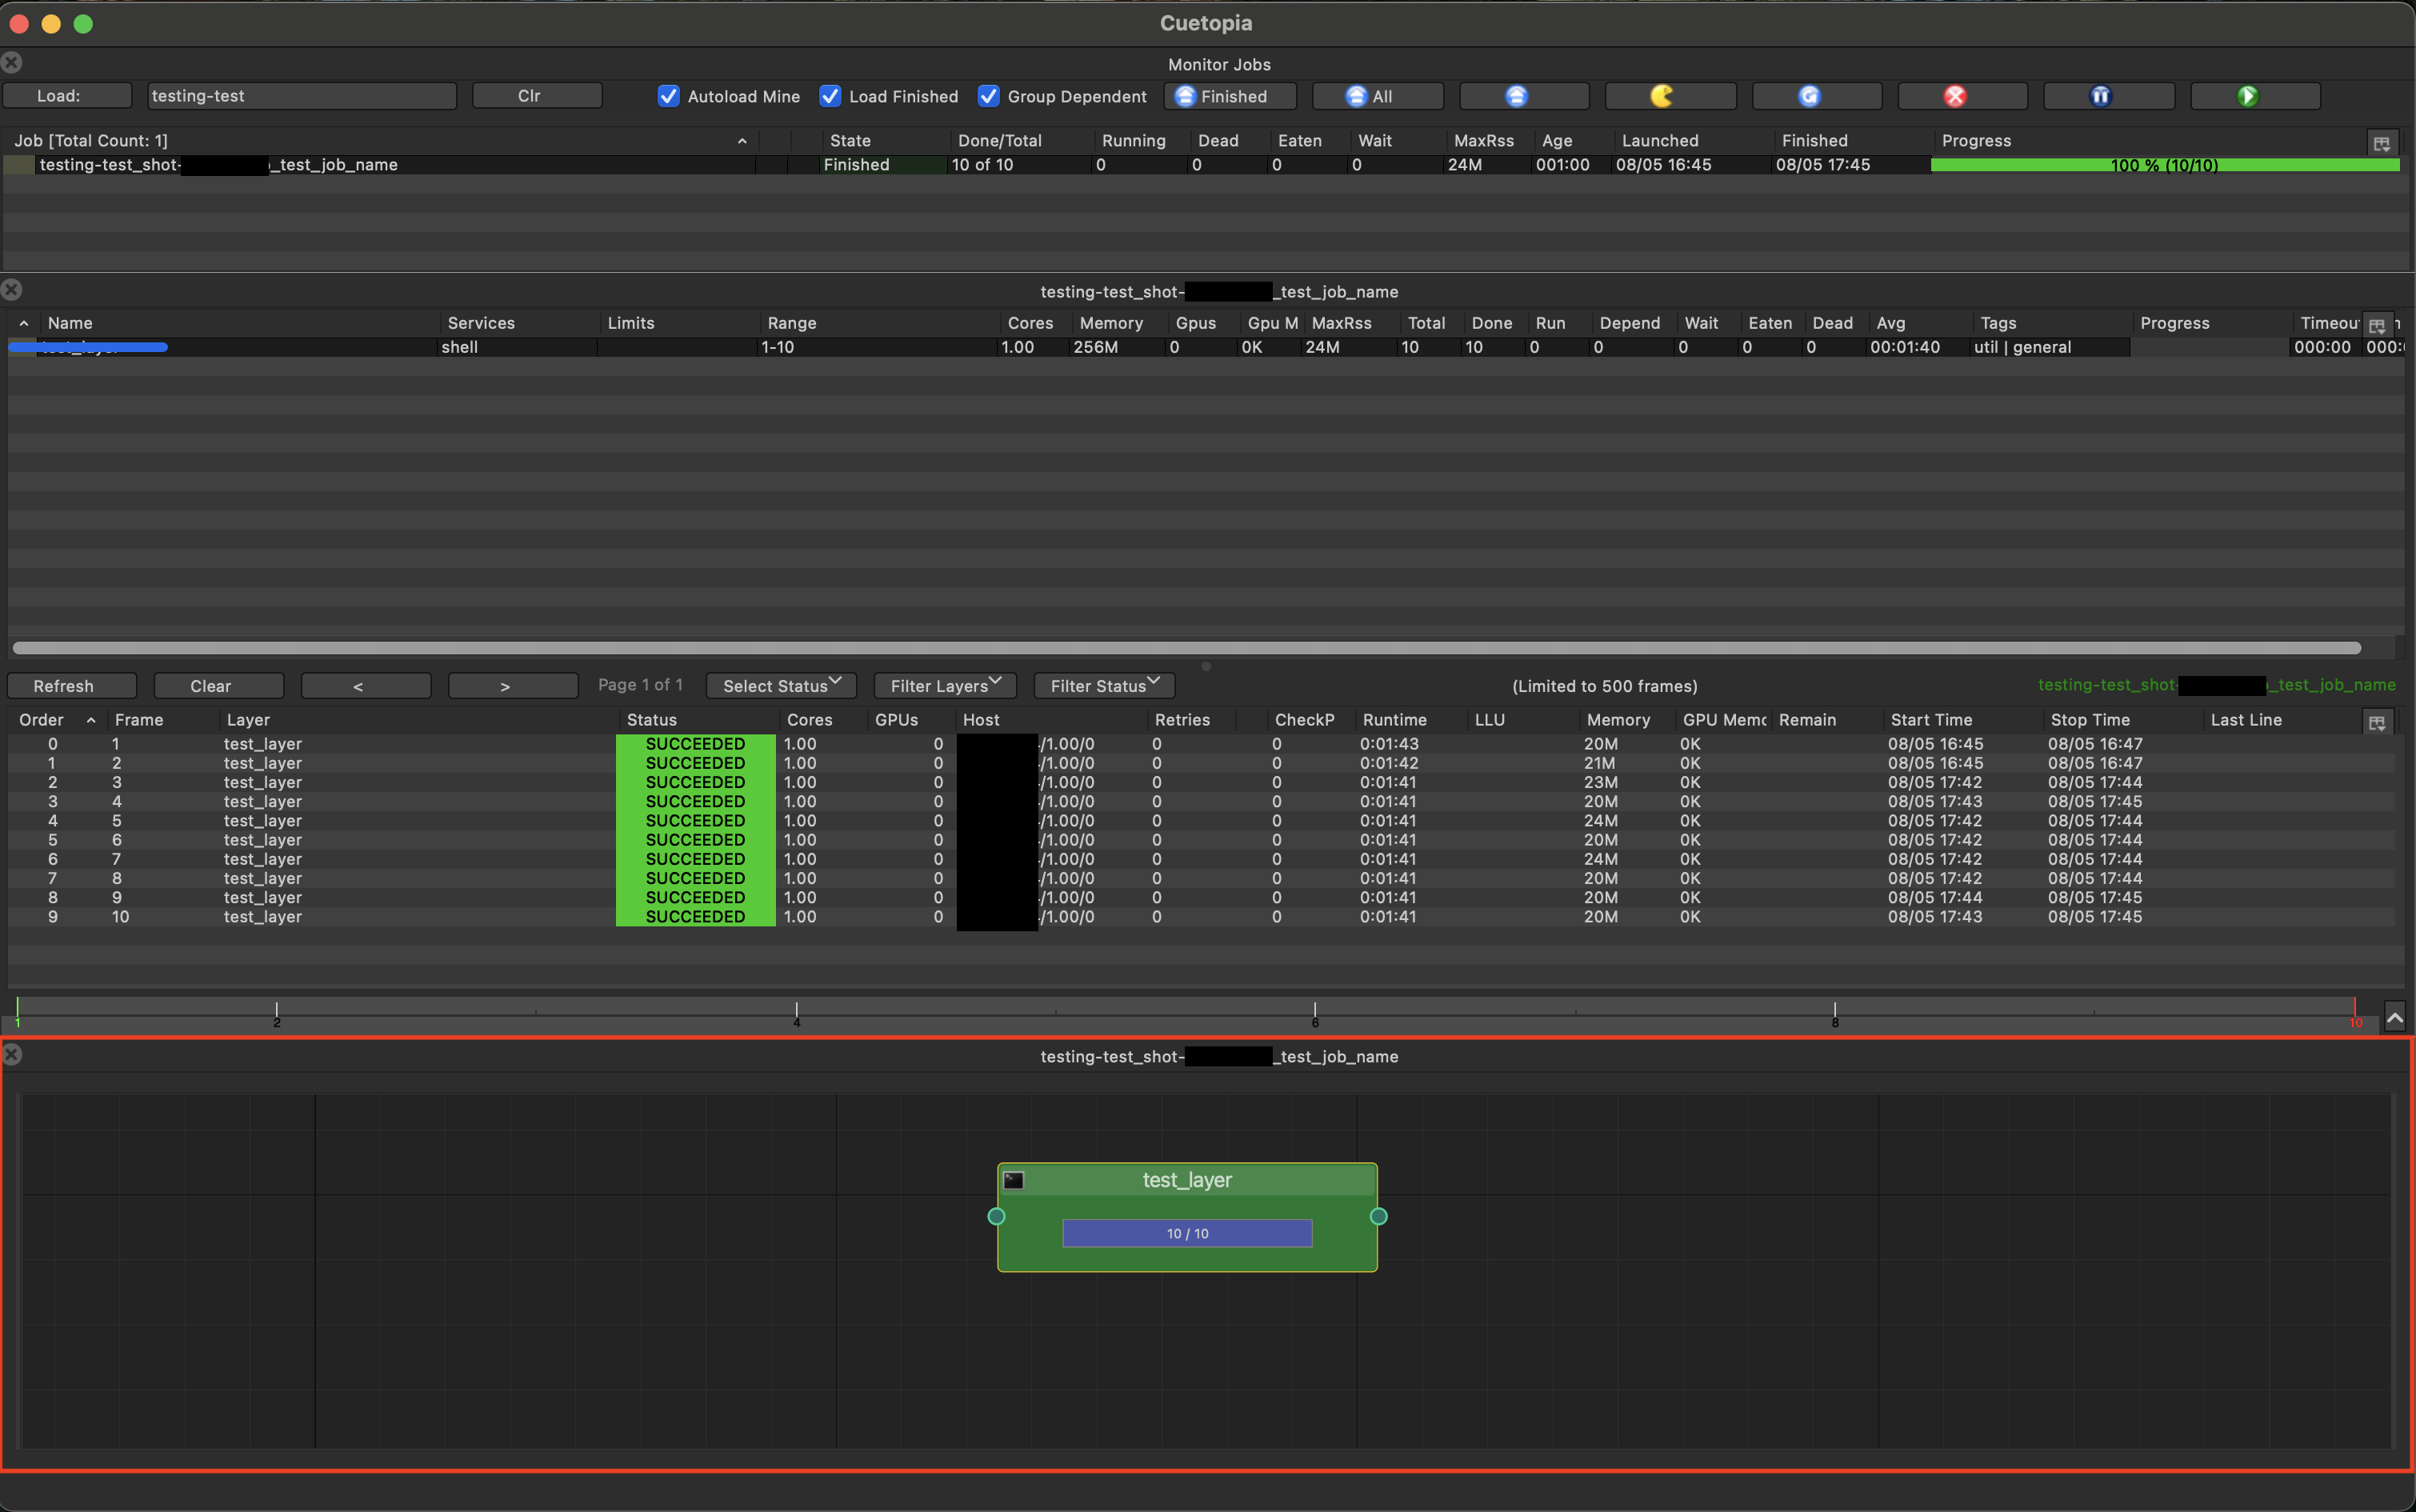 Cuetopia
Monitor Jobs
Load: testing-test Clr Autoload Mine Load Finished Group Dependent Finished All
Job [Total Count: 1] State Done/Total Running Dead Eaten Wait MaxRss Age Launched Finished Progress
testing-test_shot- _test_job_name Finished 10 of 10 0 0 0 0 24M 001:00 08/05 16:45 08/05 17:45 100 % (10/10)
testing-test_shot- _test_job_name
Name Services Limits Range Cores Memory Gpus Gpu M MaxRss Total Done Run Depend Wait Eaten Dead Avg Tags Progress Timeou
test_layer shell 1-10 1.00 256M 0 0K 24M 10 10 0 0 0 0 0 00:01:40 util | general 000:00 000:
Refresh Clear < > Page 1 of 1 Select Status Filter Layers Filter Status (Limited to 500 frames) testing-test_shot- _test_job_name
Order Frame Layer Status Cores GPUs Host Retries CheckP Runtime LLU Memory GPU Memo Remain Start Time Stop Time Last Line
0 1 test_layer SUCCEEDED 1.00 0 /1.00/0 0 0 0:01:43 20M 0K 08/05 16:45 08/05 16:47
1 2 test_layer SUCCEEDED 1.00 0 /1.00/0 0 0 0:01:42 21M 0K 08/05 16:45 08/05 16:47
2 3 test_layer SUCCEEDED 1.00 0 /1.00/0 0 0 0:01:41 23M 0K 08/05 17:42 08/05 17:44
3 4 test_layer SUCCEEDED 1.00 0 /1.00/0 0 0 0:01:41 20M 0K 08/05 17:43 08/05 17:45
4 5 test_layer SUCCEEDED 1.00 0 /1.00/0 0 0 0:01:41 24M 0K 08/05 17:42 08/05 17:44
5 6 test_layer SUCCEEDED 1.00 0 /1.00/0 0 0 0:01:41 20M 0K 08/05 17:42 08/05 17:44
6 7 test_layer SUCCEEDED 1.00 0 /1.00/0 0 0 0:01:41 24M 0K 08/05 17:42 08/05 17:44
7 8 test_layer SUCCEEDED 1.00 0 /1.00/0 0 0 0:01:41 20M 0K 08/05 17:42 08/05 17:44
8 9 test_layer SUCCEEDED 1.00 0 /1.00/0 0 0 0:01:41 20M 0K 08/05 17:44 08/05 17:45
9 10 test_layer SUCCEEDED 1.00 0 /1.00/0 0 0 0:01:41 20M 0K 08/05 17:43 08/05 17:45
1 2 4 6 8 10
testing-test_shot- _test_job_name
test_layer
10 / 10